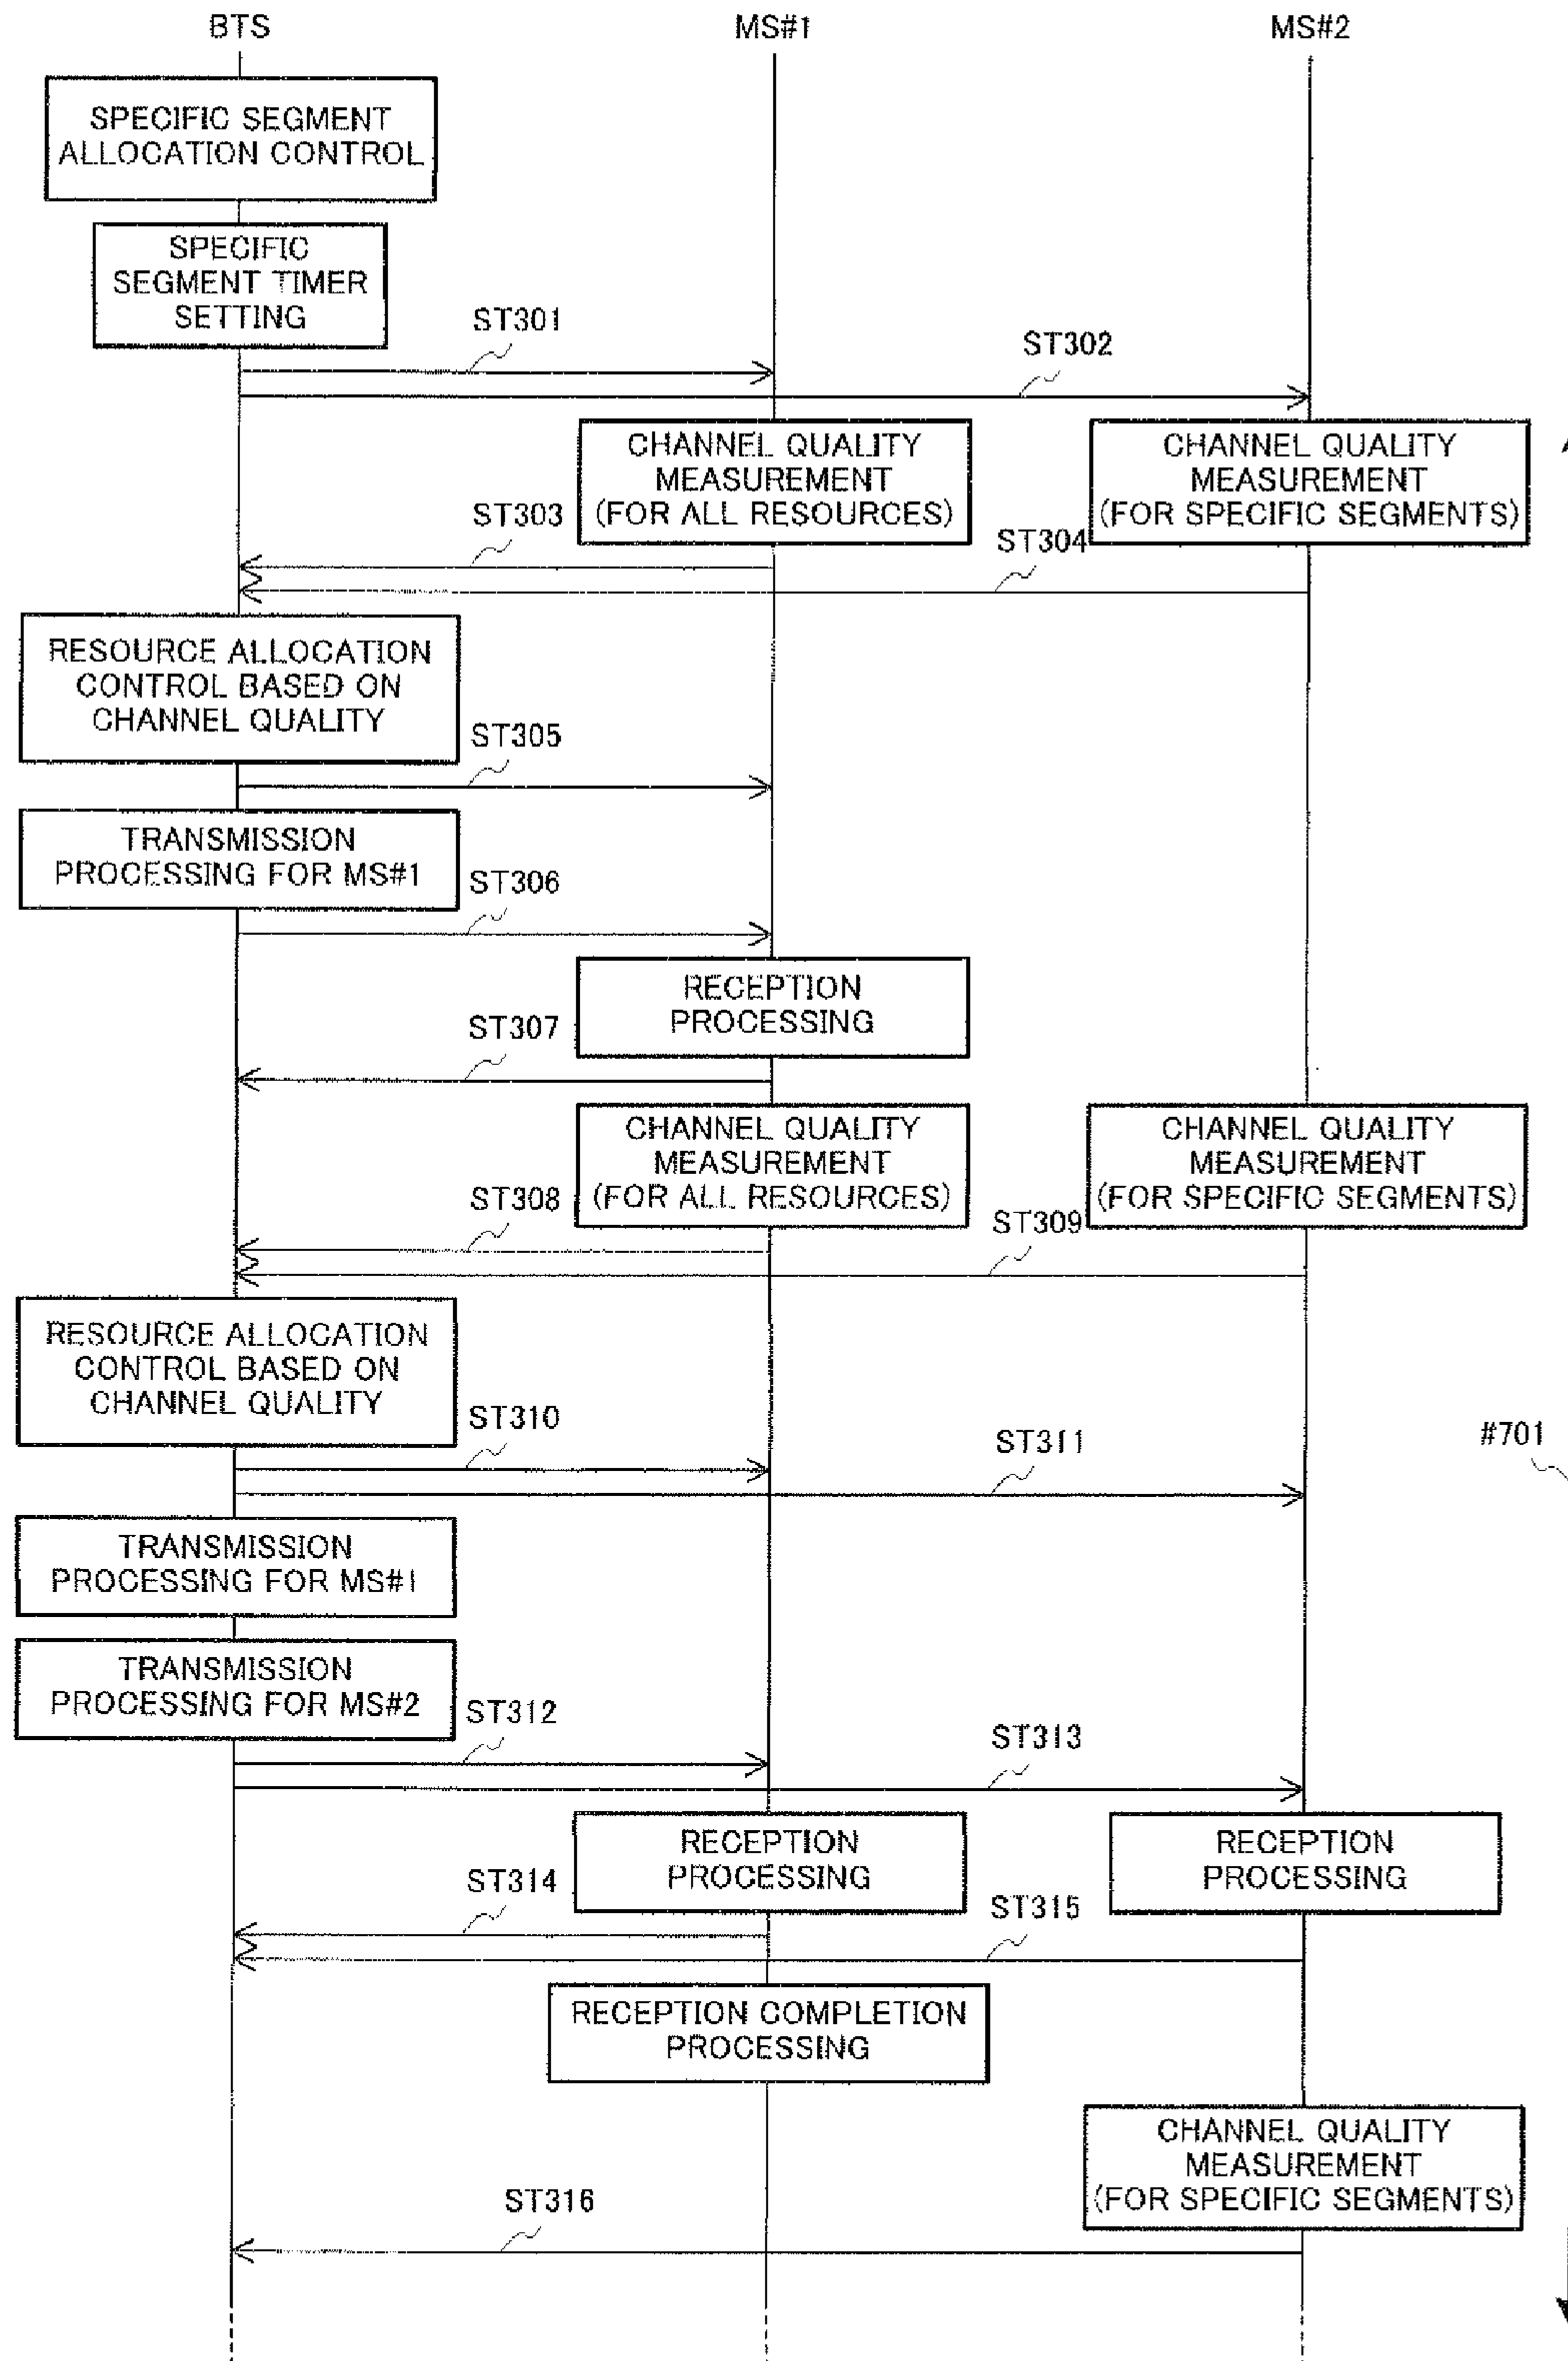 BTS
MS#1
MS#2
SPECIFIC SEGMENT
ALLOCATION CONTROL
SPECIFIC
SEGMENT TIMER
SETTING
ST301
ST302
CHANNEL QUALITY
MEASUREMENT
(FOR ALL RESOURCES)
CHANNEL QUALITY
MEASUREMENT
(FOR SPECIFIC SEGMENTS)
ST303
ST304
RESOURCE ALLOCATION
CONTROL BASED ON
CHANNEL QUALITY
ST305
TRANSMISSION
PROCESSING FOR MS#1
ST306
RECEPTION
PROCESSING
ST307
CHANNEL QUALITY
MEASUREMENT
(FOR ALL RESOURCES)
CHANNEL QUALITY
MEASUREMENT
(FOR SPECIFIC SEGMENTS)
ST308
ST309
RESOURCE ALLOCATION
CONTROL BASED ON
CHANNEL QUALITY
ST310
ST311
#701
TRANSMISSION
PROCESSING FOR MS#1
TRANSMISSION
PROCESSING FOR MS#2
ST312
ST313
RECEPTION
PROCESSING
RECEPTION
PROCESSING
ST314
ST315
RECEPTION COMPLETION
PROCESSING
CHANNEL QUALITY
MEASUREMENT
(FOR SPECIFIC SEGMENTS)
ST316